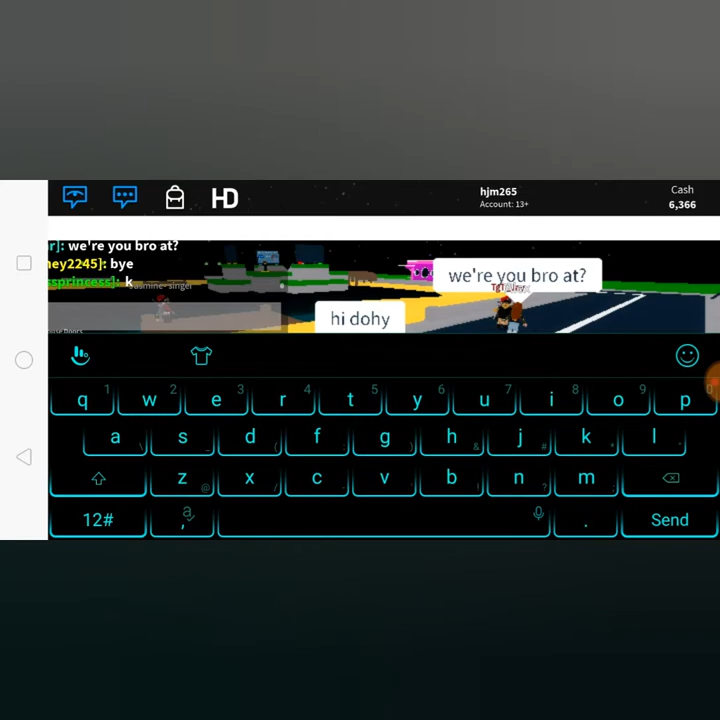 HD
hjm265
Account: 13+
Cash
6,366
r]: we're you bro at?
ney2245]: bye
ssprincess]: k
we're you bro at?
hi dohy
q 1 w 2 e 3 r 4 t 5 y 6 u 7 i 8 o 9 p 0
a s d f g h j k l
z x c v b n m
12# , . Send